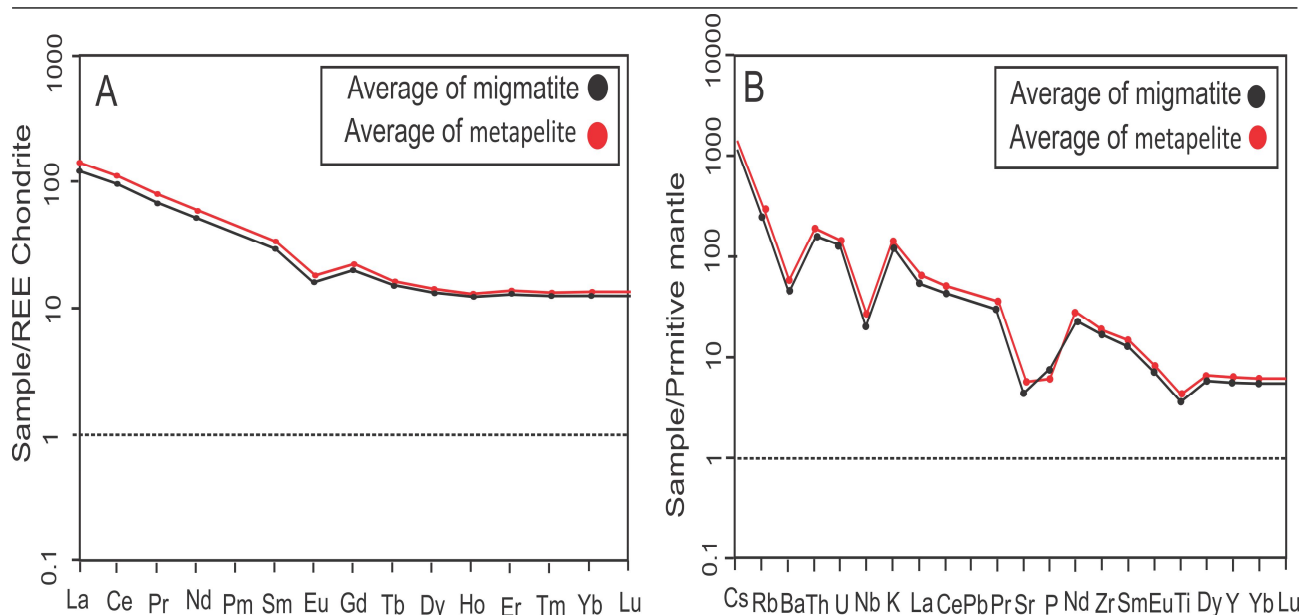 A
Average of migmatite
Average of metapelite
Sample/REE Chondrite
1000
100
10
1
0.1
La Ce Pr Nd Pm Sm Eu Gd Tb Dy Ho Er Tm Yb Lu
B
Average of migmatite
Average of metapelite
Sample/Prmitive mantle
10000
1000
100
10
1
0.1
Cs Rb Ba Th U Nb K La Ce Pb Pr Sr P Nd Zr Sm Eu Ti Dy Y Yb Lu